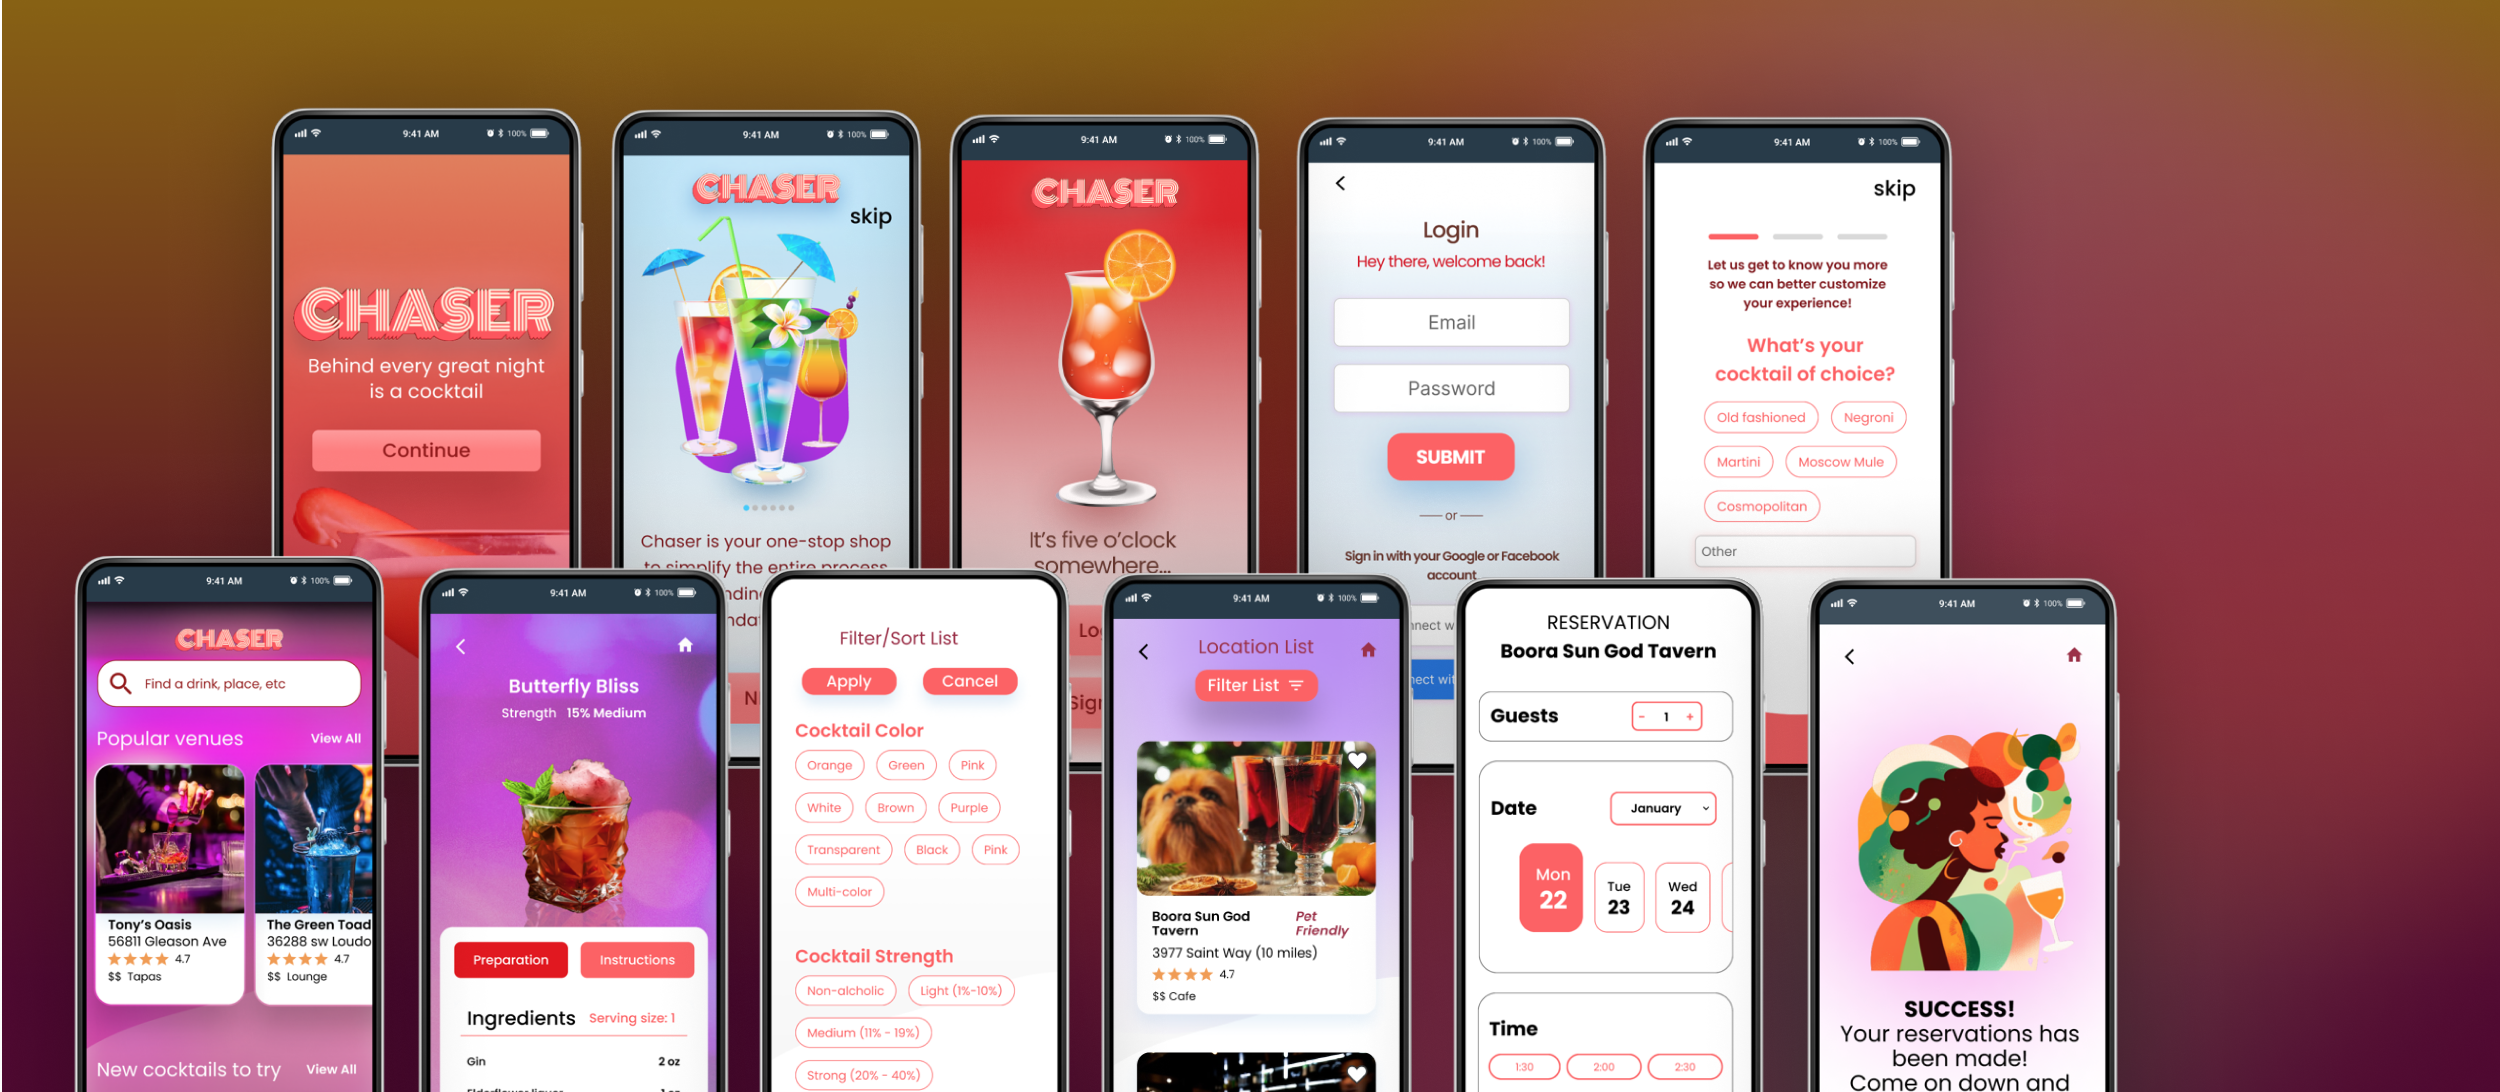 9:41 AM
100%
CHASER
Behind every great night
is a cocktail
Continue
9:41 AM
100%
CHASER
skip
Chaser is your one-stop shop
to simplify the entire process
9:41 AM
100%
CHASER
It's five o'clock
somewhere...
9:41 AM
100%
Login
Hey there, welcome back!
Email
Password
SUBMIT
or
Sign in with your Google or Facebook
account
9:41 AM
100%
skip
Let us get to know you more
so we can better customize
your experience!
What's your
cocktail of choice?
Old fashioned
Negroni
Martini
Moscow Mule
Cosmopolitan
Other
9:41 AM
100%
CHASER
Find a drink, place, etc
Popular venues
View All
Tony's Oasis
56811 Gleason Ave
4.7
$$ Tapas
The Green Toad
36288 sw Loudo
4.7
$$ Lounge
New cocktails to try
View All
9:41 AM
100%
Butterfly Bliss
Strength 15% Medium
Preparation
Instructions
Ingredients
Serving size: 1
Gin
2 oz
Filter/Sort List
Apply
Cancel
Cocktail Color
Orange
Green
Pink
White
Brown
Purple
Transparent
Black
Pink
Multi-color
Cocktail Strength
Non-alcholic
Light (1%-10%)
Medium (11% - 19%)
Strong (20% - 40%)
9:41 AM
100%
Location List
Filter List
Boora Sun God
Tavern
Pet
Friendly
3977 Saint Way (10 miles)
4.7
$$ Cafe
RESERVATION
Boora Sun God Tavern
Guests
- 1 +
Date
January
Mon
22
Tue
23
Wed
24
Time
1:30
2:00
2:30
9:41 AM
100%
SUCCESS!
Your reservations has
been made!
Come on down and